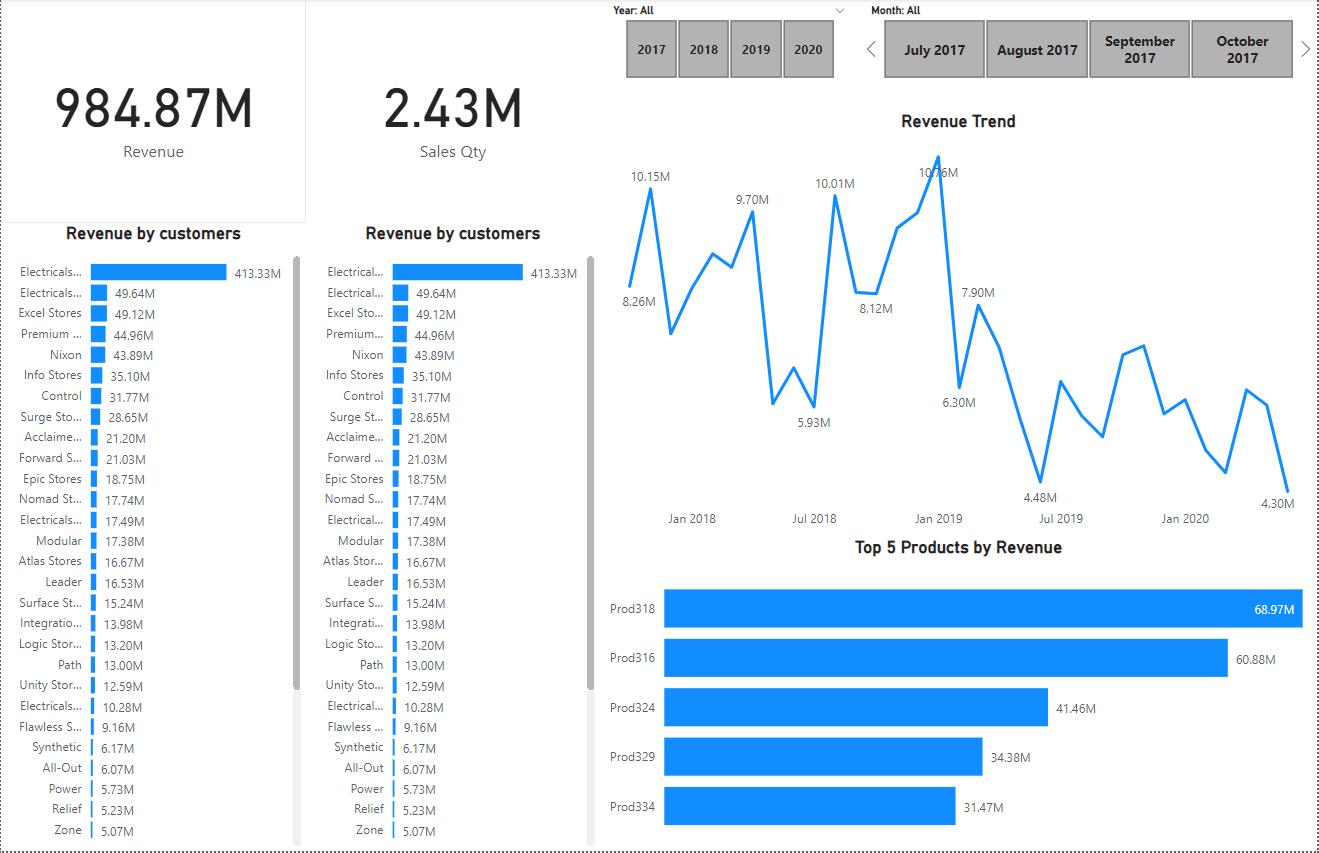 984.87M
Revenue
2.43M
Sales Qty
Year: All
2017
2018
2019
2020
Month: All
July 2017
August 2017
September
2017
October
2017
Revenue by customers
Electricals... 413.33M
Electricals... 49.64M
Excel Stores 49.12M
Premium ... 44.96M
Nixon 43.89M
Info Stores 35.10M
Control 31.77M
Surge Sto... 28.65M
Acclaime... 21.20M
Forward S... 21.03M
Epic Stores 18.75M
Nomad St... 17.74M
Electricals... 17.49M
Modular 17.38M
Atlas Stores 16.67M
Leader 16.53M
Surface St... 15.24M
Integratio... 13.98M
Logic Stor... 13.20M
Path 13.00M
Unity Stor... 12.59M
Electricals... 10.28M
Flawless S... 9.16M
Synthetic 6.17M
All-Out 6.07M
Power 5.73M
Relief 5.23M
Zone 5.07M
Revenue by customers
Electrical... 413.33M
Electrical... 49.64M
Excel Sto... 49.12M
Premium... 44.96M
Nixon 43.89M
Info Stores 35.10M
Control 31.77M
Surge St... 28.65M
Acclaime... 21.20M
Forward ... 21.03M
Epic Stores 18.75M
Nomad S... 17.74M
Electrical... 17.49M
Modular 17.38M
Atlas Stor... 16.67M
Leader 16.53M
Surface S... 15.24M
Integrati... 13.98M
Logic Sto... 13.20M
Path 13.00M
Unity Sto... 12.59M
Electrical... 10.28M
Flawless ... 9.16M
Synthetic 6.17M
All-Out 6.07M
Power 5.73M
Relief 5.23M
Zone 5.07M
Revenue Trend
8.26M
10.15M
9.70M
5.93M
10.01M
8.12M
10.76M
6.30M
7.90M
4.48M
4.30M
Jan 2018
Jul 2018
Jan 2019
Jul 2019
Jan 2020
Top 5 Products by Revenue
Prod318 68.97M
Prod316 60.88M
Prod324 41.46M
Prod329 34.38M
Prod334 31.47M